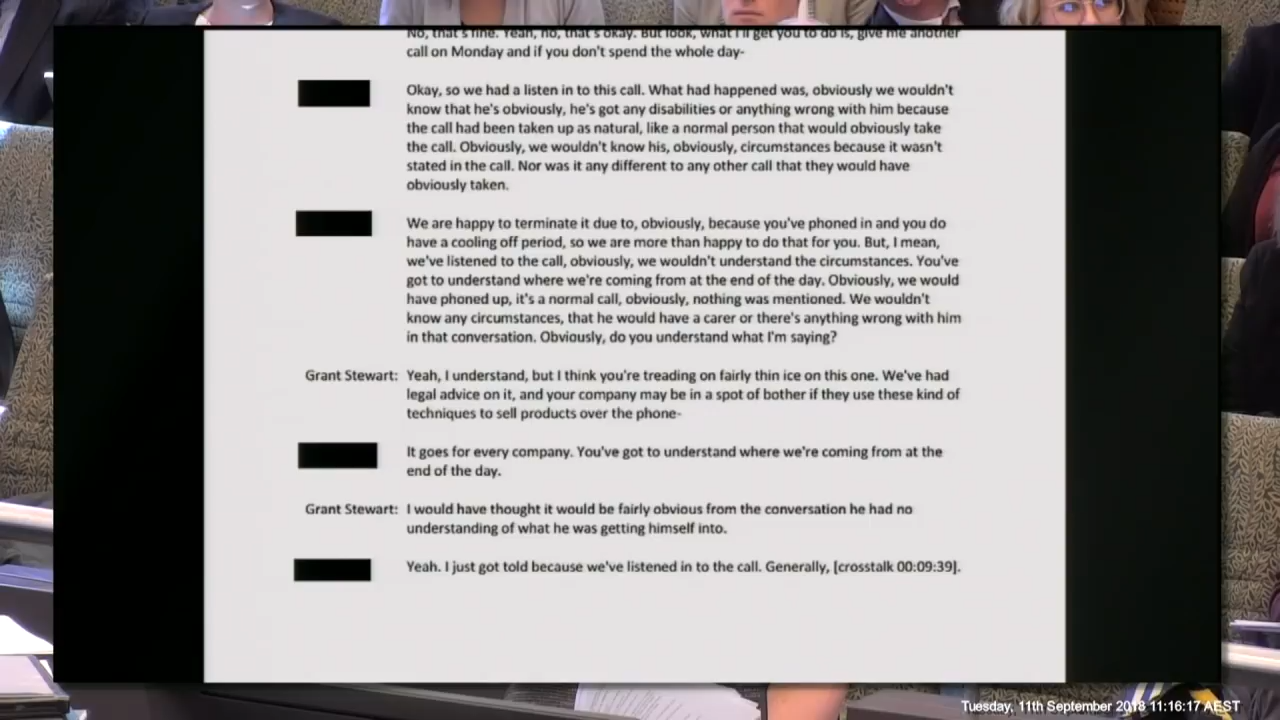 No, that's fine. Yeah, no, that's okay. But look, what I'll get you to do is, give me another
call on Monday and if you don't spend the whole day-
Okay, so we had a listen in to this call. What had happened was, obviously we wouldn't
know that he's obviously, he's got any disabilities or anything wrong with him because
the call had been taken up as natural, like a normal person that would obviously take
the call. Obviously, we wouldn't know his, obviously, circumstances because it wasn't
stated in the call. Nor was it any different to any other call that they would have
obviously taken.
We are happy to terminate it due to, obviously, because you've phoned in and you do
have a cooling off period, so we are more than happy to do that for you. But, I mean,
we've listened to the call, obviously, we wouldn't understand the circumstances. You've
got to understand where we're coming from at the end of the day. Obviously, we would
have phoned up, it's a normal call, obviously, nothing was mentioned. We wouldn't
know any circumstances, that he would have a carer or there's anything wrong with him
in that conversation. Obviously, do you understand what I'm saying?
Grant Stewart: Yeah, I understand, but I think you're treading on fairly thin ice on this one. We've had
legal advice on it, and your company may be in a spot of bother if they use these kind of
techniques to sell products over the phone-
It goes for every company. You've got to understand where we're coming from at the
end of the day.
Grant Stewart: I would have thought it would be fairly obvious from the conversation he had no
understanding of what he was getting himself into.
Yeah. I just got told because we've listened in to the call. Generally, [crosstalk 00:09:39].
Tuesday, 11th September 2018 11:16:17 AEST